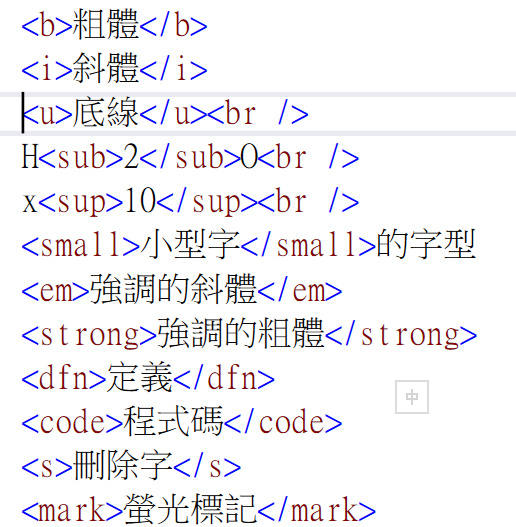 <b>粗體</b>
<i>斜體</i>
<u>底線</u><br />
H<sub>2</sub>O<br />
x<sup>10</sup><br />
<small>小型字</small>的字型
<em>強調的斜體</em>
<strong>強調的粗體</strong>
<dfn>定義</dfn>
中
<code>程式碼</code>
<s>刪除字</s>
<mark>螢光標記</mark>